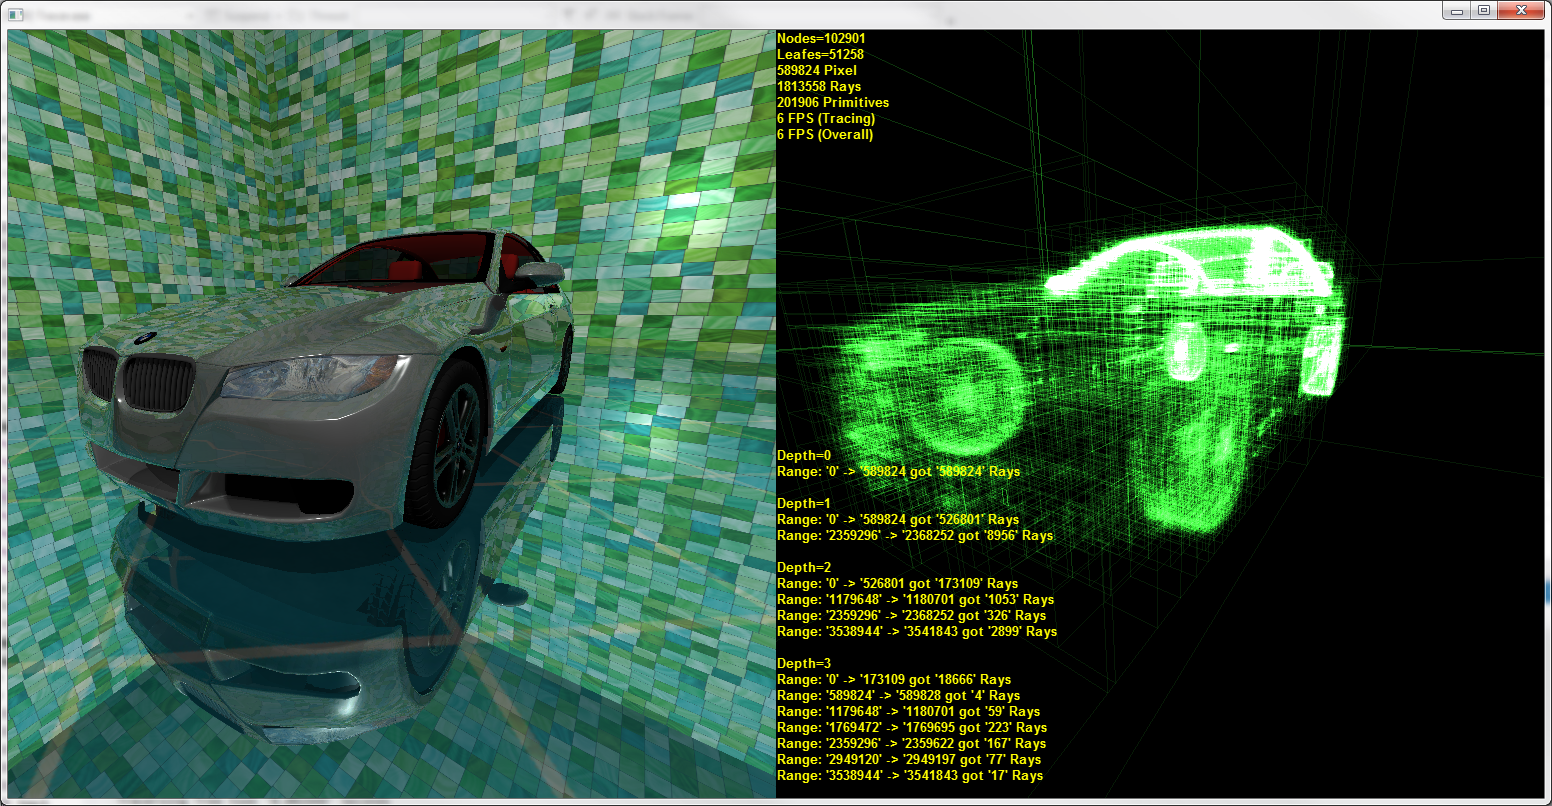 Nodes=102901
Leafes=51258
589824 Pixel
1813558 Rays
201906 Primitives
6 FPS (Tracing)
6 FPS (Overall)
Depth=0
Range: '0' -> '589824 got '589824' Rays
Depth=1
Range: '0' -> '589824 got '526801' Rays
Range: '2359296' -> '2368252 got '8956' Rays
Depth=2
Range: '0' -> '526801 got '173109' Rays
Range: '1179648' -> '1180701 got '1053' Rays
Range: '2359296' -> '2368252 got '326' Rays
Range: '3538944' -> '3541843 got '2899' Rays
Depth=3
Range: '0' -> '173109 got '18666' Rays
Range: '589824' -> '589828 got '4' Rays
Range: '1179648' -> '1180701 got '59' Rays
Range: '1769472' -> '1769695 got '223' Rays
Range: '2359296' -> '2359622 got '167' Rays
Range: '2949120' -> '2949197 got '77' Rays
Range: '3538944' -> '3541843 got '17' Rays